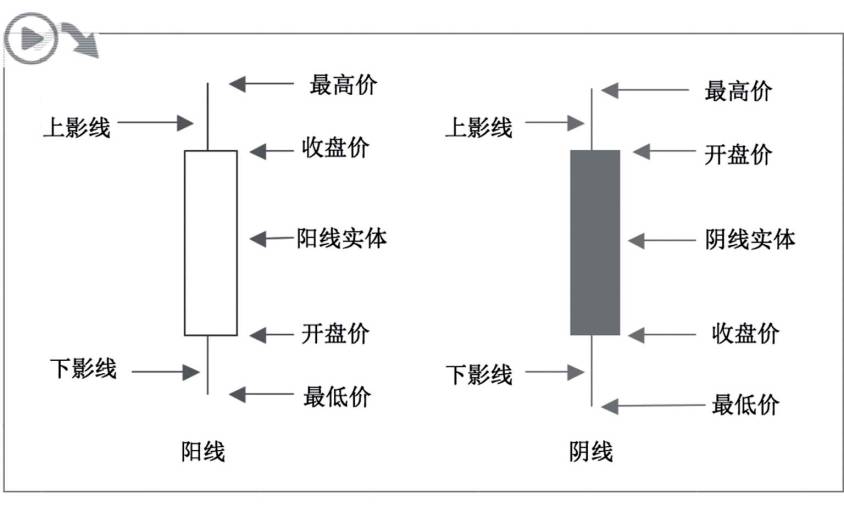 最高价
上影线
收盘价
阳线实体
开盘价
下影线
最低价
阳线
最高价
上影线
开盘价
阴线实体
收盘价
下影线
最低价
阴线